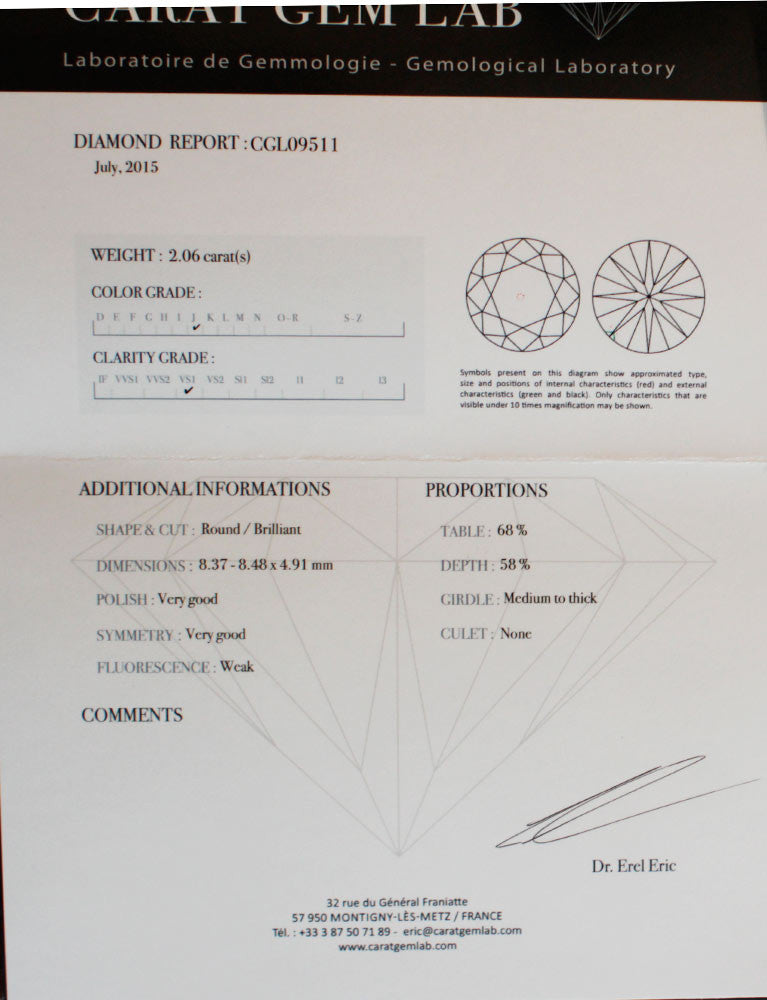 CARAT GEM LAB
Laboratoire de Gemmologie - Gemological Laboratory
DIAMOND REPORT : CGL09511
July, 2015
WEIGHT : 2.06 carat(s)
COLOR GRADE :
D E F G H I J K L M N O-R S-Z
CLARITY GRADE :
IF VVS1 VVS2 VS1 VS2 SI1 SI2 I1 I2 I3
Symbols present on this diagram show approximated type,
size and positions of internal characteristics (red) and external
characteristics (green and black). Only characteristics that are
visible under 10 times magnification may be shown.
ADDITIONAL INFORMATIONS
SHAPE & CUT : Round / Brilliant
DIMENSIONS : 8.37 - 8.48 x 4.91 mm
POLISH : Very good
SYMMETRY : Very good
FLUORESCENCE : Weak
PROPORTIONS
TABLE : 68 %
DEPTH : 58 %
GIRDLE : Medium to thick
CULET : None
COMMENTS
Dr. Erel Eric
32 rue du Général Franiatte
57 950 MONTIGNY-LÈS-METZ / FRANCE
Tél. : +33 3 87 50 71 89 - eric@caratgemlab.com
www.caratgemlab.com